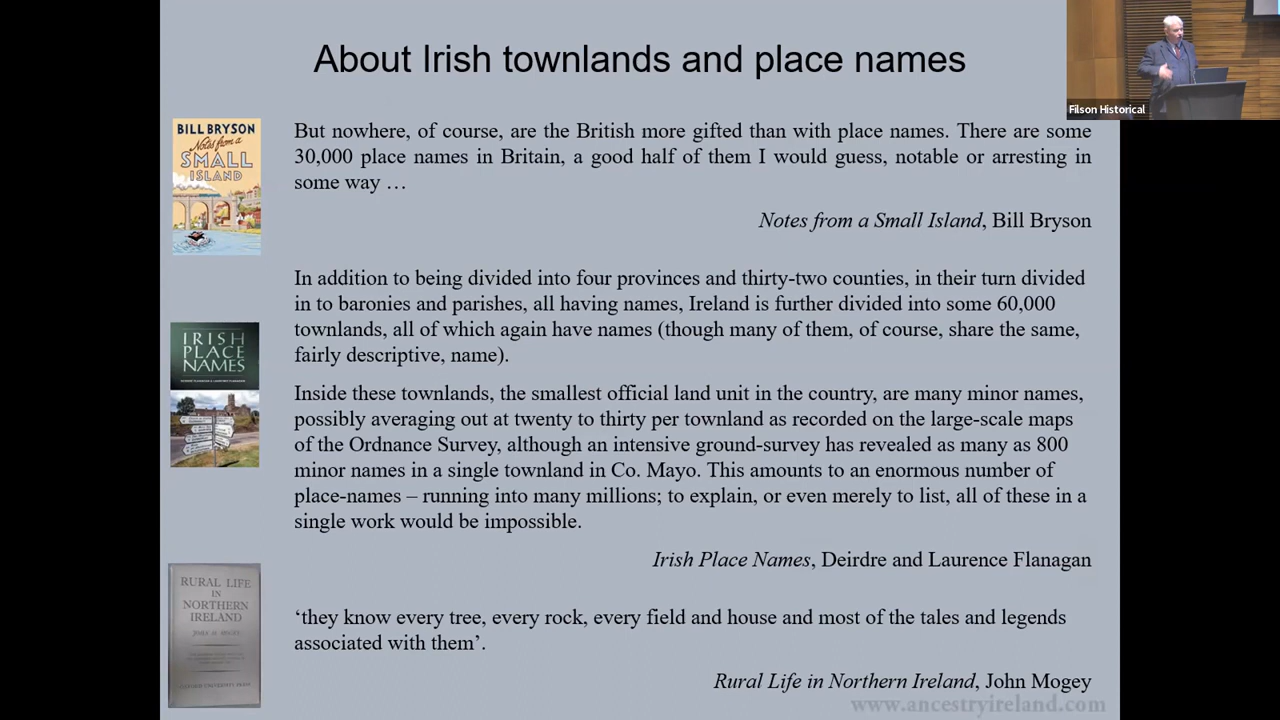 About Irish townlands and place names
Filson Historical
BILL BRYSON
Notes from a
SMALL
ISLAND
But nowhere, of course, are the British more gifted than with place names. There are some
30,000 place names in Britain, a good half of them I would guess, notable or arresting in
some way …
Notes from a Small Island, Bill Bryson
IRISH
PLACE
NAMES
In addition to being divided into four provinces and thirty-two counties, in their turn divided
in to baronies and parishes, all having names, Ireland is further divided into some 60,000
townlands, all of which again have names (though many of them, of course, share the same,
fairly descriptive, name).
Inside these townlands, the smallest official land unit in the country, are many minor names,
possibly averaging out at twenty to thirty per townland as recorded on the large-scale maps
of the Ordnance Survey, although an intensive ground-survey has revealed as many as 800
minor names in a single townland in Co. Mayo. This amounts to an enormous number of
place-names – running into many millions; to explain, or even merely to list, all of these in a
single work would be impossible.
Irish Place Names, Deirdre and Laurence Flanagan
RURAL LIFE
IN
NORTHERN
IRELAND
‘they know every tree, every rock, every field and house and most of the tales and legends
associated with them’.
Rural Life in Northern Ireland, John Mogey
www.ancestryireland.com